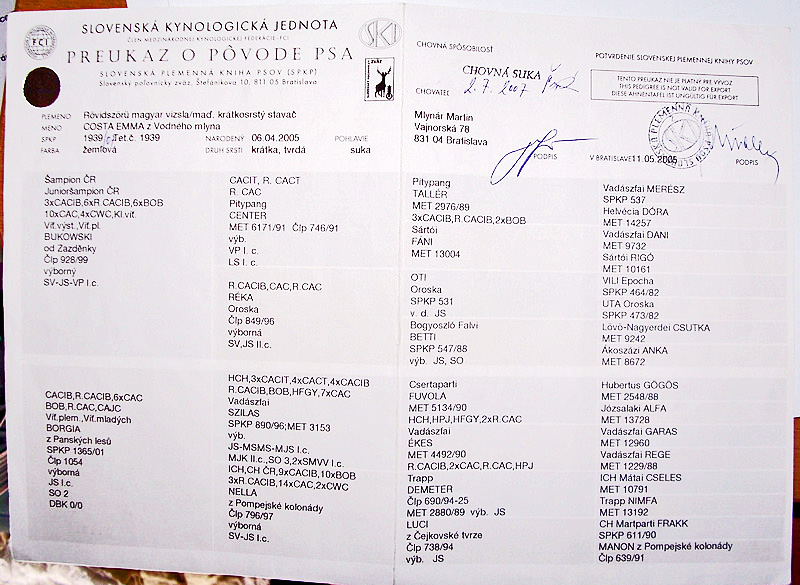 SLOVENSKÁ KYNOLOGICKÁ JEDNOTA
ČLEN MEDZINÁRODNEJ KYNOLOGICKEJ FEDERÁCIE - FCI
FCI
PREUKAZ O PÔVODE PSA
SLOVENSKÁ PLEMENNÁ KNIHA PSOV (SPKP)
Slovenský poľovnícky zväz, Štefánikova 10, 811 05 Bratislava
SKJ
PLEMENO Rövidszörü magyar vizsla/maď. krátkosrstý stavač
MENO COSTA EMMA z Vodného mlyna
SPKP 1939 Tet.č. 1939 NARODENÝ 06.04.2005 POHLAVIE
FARBA žemľová DRUH SRSTI krátka, tvrdá suka
CHOVNÁ SPÔSOBILOSŤ
CHOVNÁ SUKA
2.7.2007
CHOVATEĽ
Mlynár Martin
Vajnorská 78
831 04 Bratislava
PODPIS
POTVRDENIE SLOVENSKEJ PLEMENNEJ KNIHY PSOV
TENTO PREUKAZ NIE JE PLATNÝ PRE VÝVOZ
THIS PEDIGREE IS NOT VALID FOR EXPORT
DIESE AHNENTAFEL IST UNGÜLTIG FÜR EXPORT
V BRATISLAVE 11.05.2005 PODPIS
Šampion ČR
Junioršampion ČR
3xCACIB,6xR.CACIB,6xBOB
10xCAC,4xCWC,Kl.víť.
Víť.výst.,Víť.pl.
BUKOWSKI
od Zazděnky
Člp 928/99
výborný
SV-JS-VP I.c.
CACIB,R.CACIB,6xCAC
BOB,R.CAC,CAJC
Víť.plem.,Víť.mladých
BORGIA
z Panských lesů
SPKP 1365/01
Člp 1054
výborná
JS I.c.
SO 2
DBK 0/0
CACIT, R. CACT
R. CAC
Pitypang
CENTER
MET 6171/91 Člp 746/91
výb.
VP I. c.
LS I. c.
R.CACIB,CAC,R.CAC
RÉKA
Oroska
Člp 849/96
výborná
SV,JS II.c.
HCH,3xCACIT,4xCACT,4xCACIB
R.CACIB,BOB,HFGY,7xCAC
Vadászfai
SZILAS
SPKP 890/96;MET 3153
výb.
JS-MSMS-MJS I.c.
MJK II.c.,SO 3,2xSMVV I.c.
ICH,CH ČR,9xCACIB,10xBOB
3xR.CACIB,14xCAC,2xCWC
NELLA
z Pompejské kolonády
Člp 796/97
výborná
SV-JS I.c.
Pitypang
TALLÉR
MET 2976/89
3xCACIB,R.CACIB,2xBOB
Sártói
FÁNI
MET 13004
OTI
Oroska
SPKP 531
v. d. JS
Bogyoszló Falvi
BETTI
SPKP 547/88
výb. JS, SO
Csertaparti
FUVOLA
MET 5134/90
HCH,HPJ,HFGY,2xR.CAC
Vadászfai
ÉKES
MET 4492/90
R.CACIB,2xCAC,R.CAC,HPJ
Trapp
DEMETER
Člp 690/94-25
MET 2880/89 výb. JS
LUCI
z Čejkovské tvrze
Člp 738/94
výb. JS
Vadászfai MERÉSZ
SPKP 537
Helvécia DÓRA
MET 14257
Vadászfai DANI
MET 9732
Sártói RIGÓ
MET 10161
VILI Epocha
SPKP 464/82
UTA Oroska
SPKP 473/82
Lövö-Nagyerdei CSUTKA
MET 9242
Ákoszázi ANKA
MET 8672
Hubertus GÖGÖS
MET 2548/88
Józsalaki ALFA
MET 13728
Vadászfai GARAS
MET 12960
Vadászfai REGE
MET 1229/88
ICH Mátai CSELES
MET 10791
Trapp NIMFA
MET 13192
CH Martparti FRAKK
SPKP 611/90
MANON z Pompejské kolonády
Člp 639/91